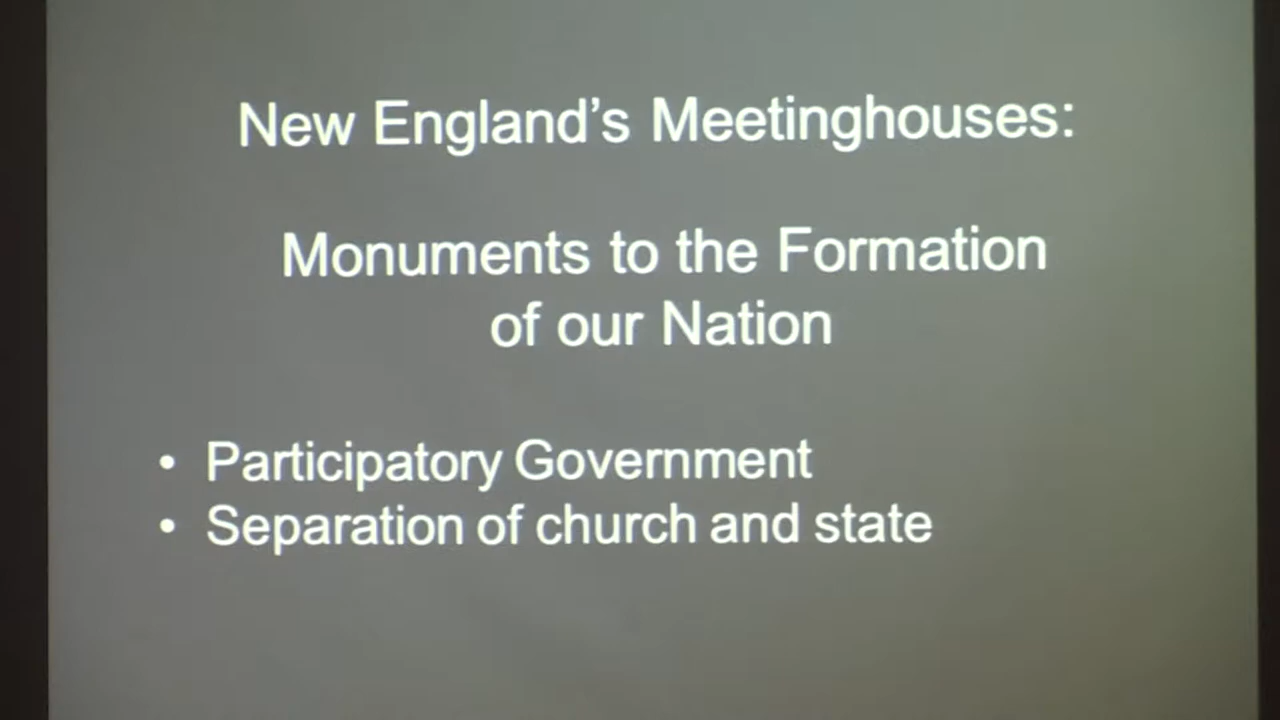 New England’s Meetinghouses:
Monuments to the Formation
of our Nation
• Participatory Government
• Separation of church and state